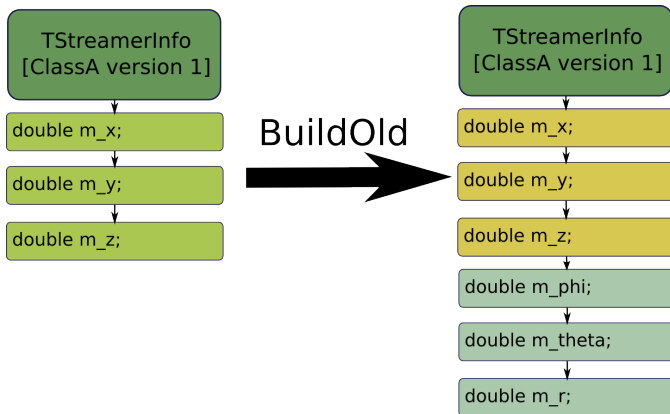 TStreamerInfo
[ClassA version 1]
double m_x;
double m_y;
double m_z;
BuildOld
TStreamerInfo
[ClassA version 1]
double m_x;
double m_y;
double m_z;
double m_phi;
double m_theta;
double m_r;